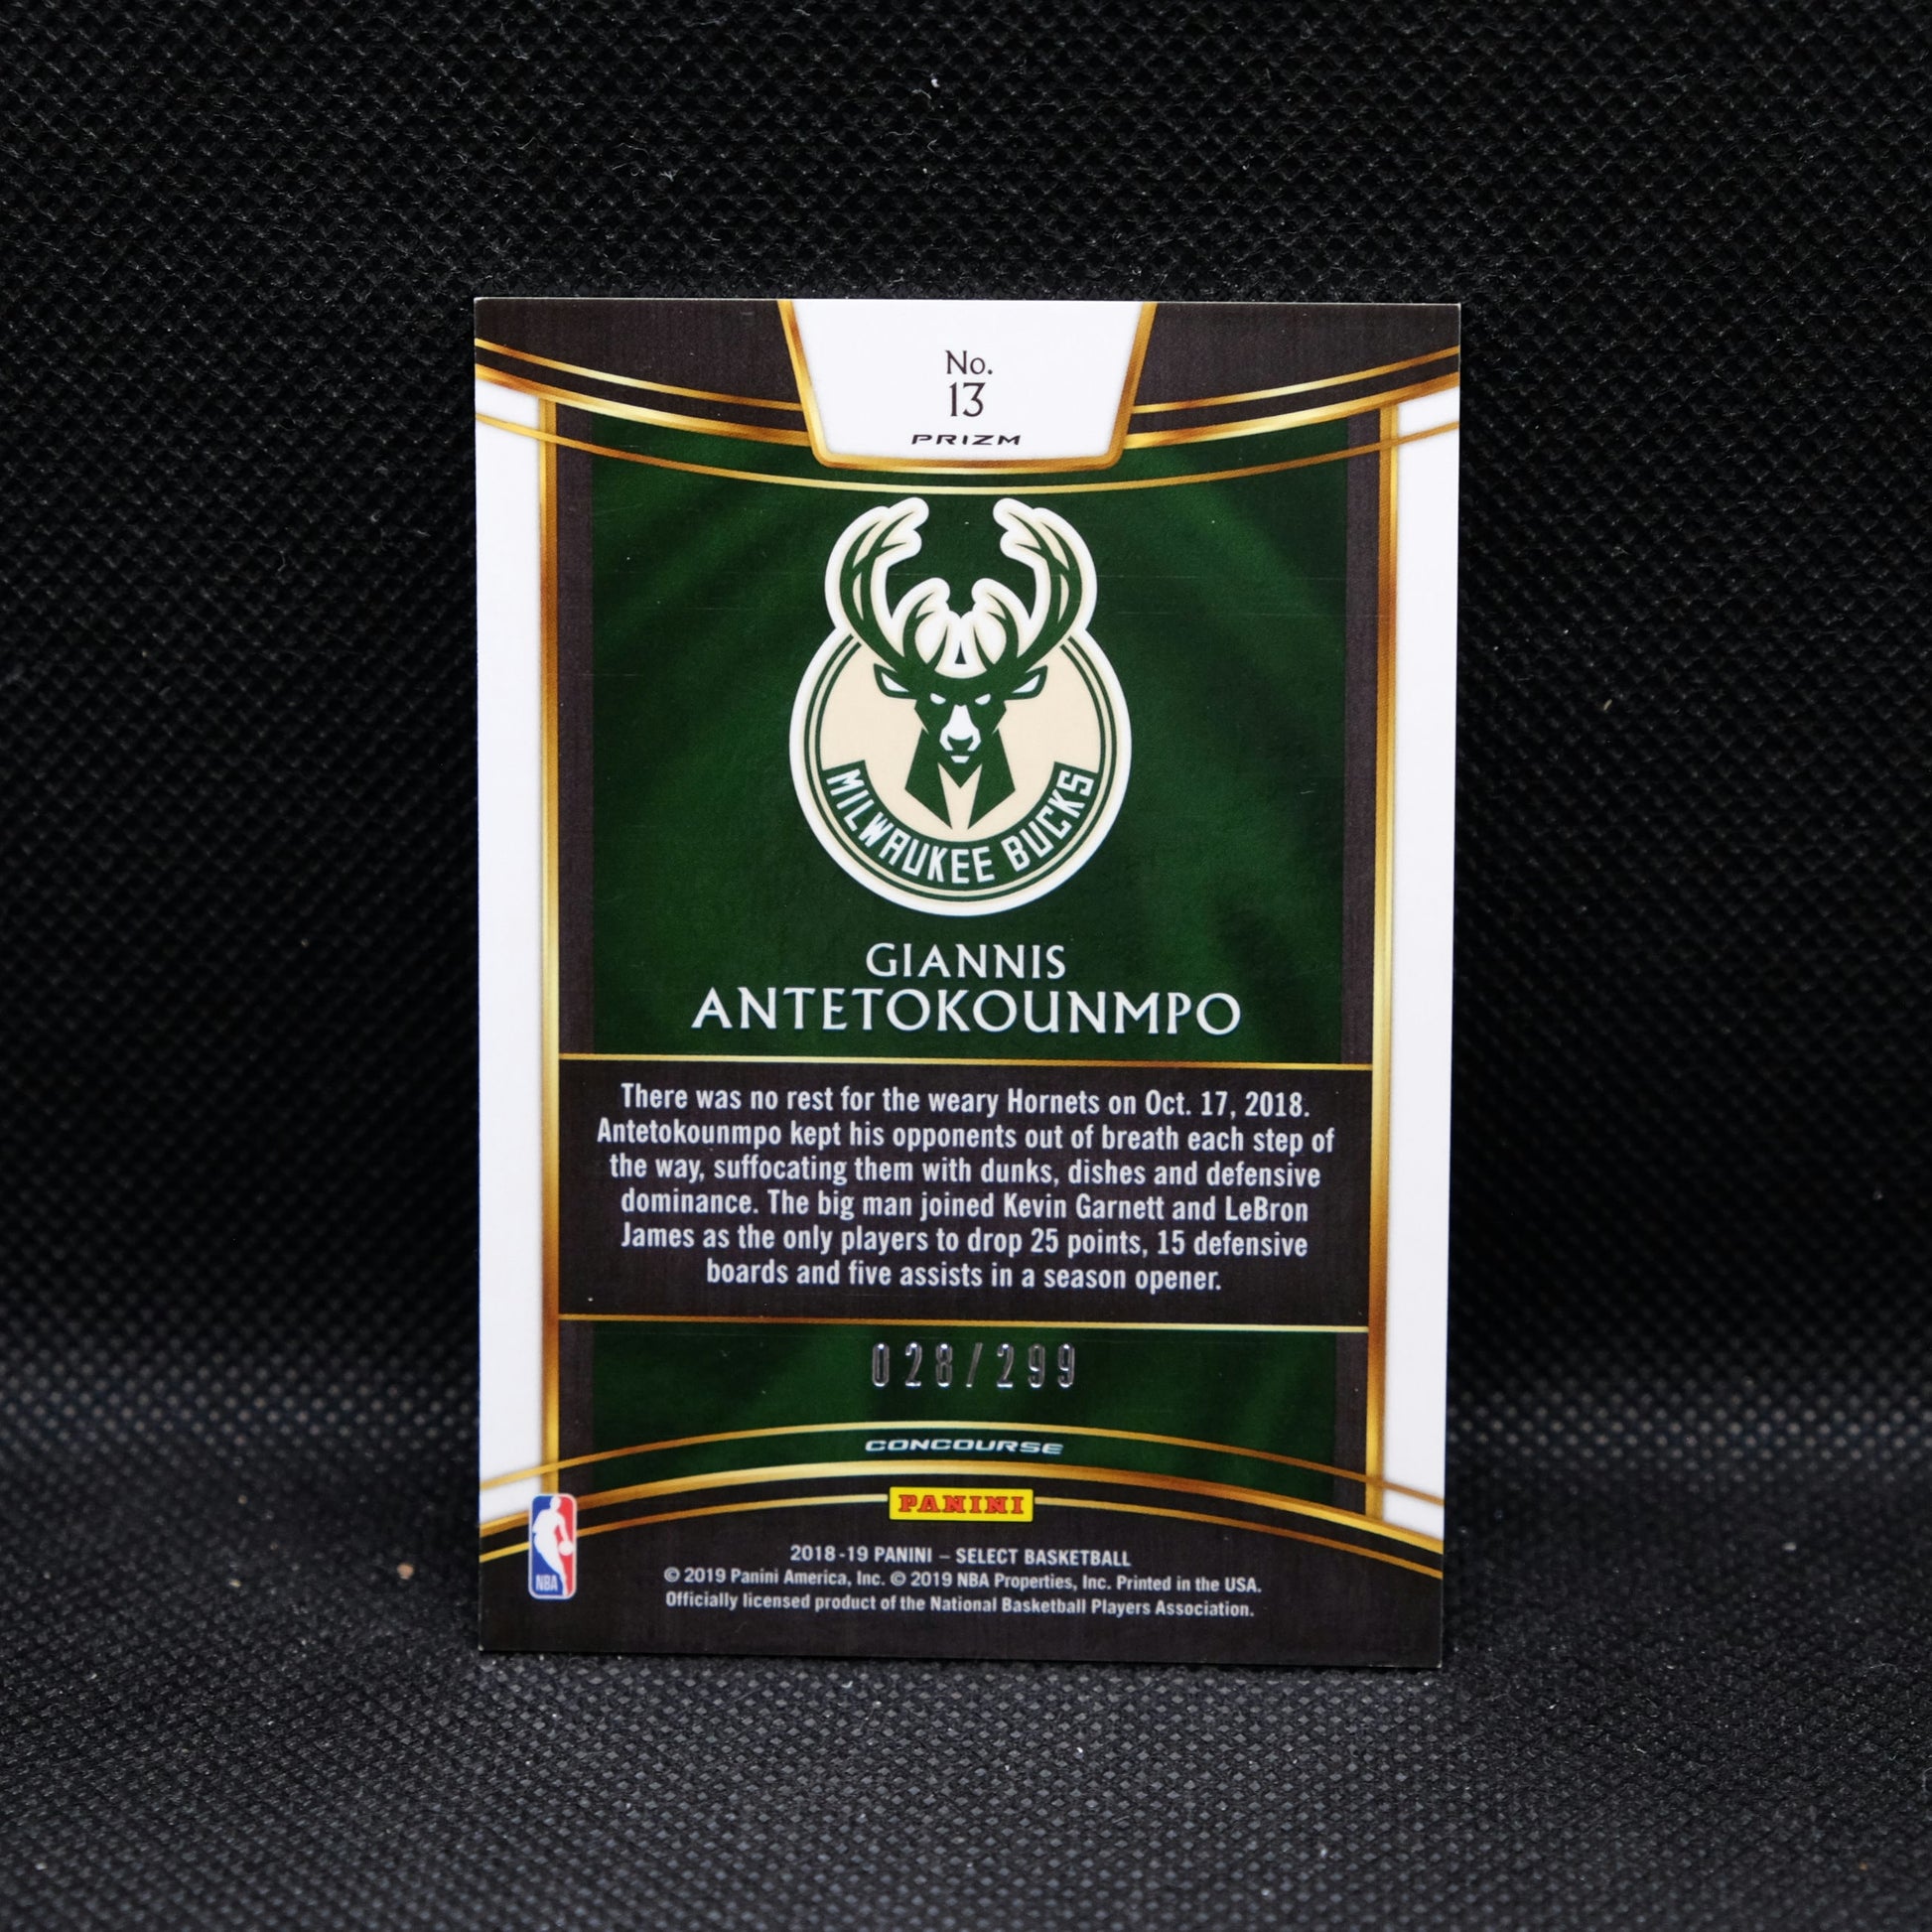 No.
13
PRIZM
MILWAUKEE BUCKS
GIANNIS
ANTETOKOUNMPO
There was no rest for the weary Hornets on Oct. 17, 2018.
Antetokounmpo kept his opponents out of breath each step of
the way, suffocating them with dunks, dishes and defensive
dominance. The big man joined Kevin Garnett and LeBron
James as the only players to drop 25 points, 15 defensive
boards and five assists in a season opener.
028/299
CONCOURSE
PANINI
NBA
2018-19 PANINI – SELECT BASKETBALL
© 2019 Panini America, Inc. © 2019 NBA Properties, Inc. Printed in the USA.
Officially licensed product of the National Basketball Players Association.